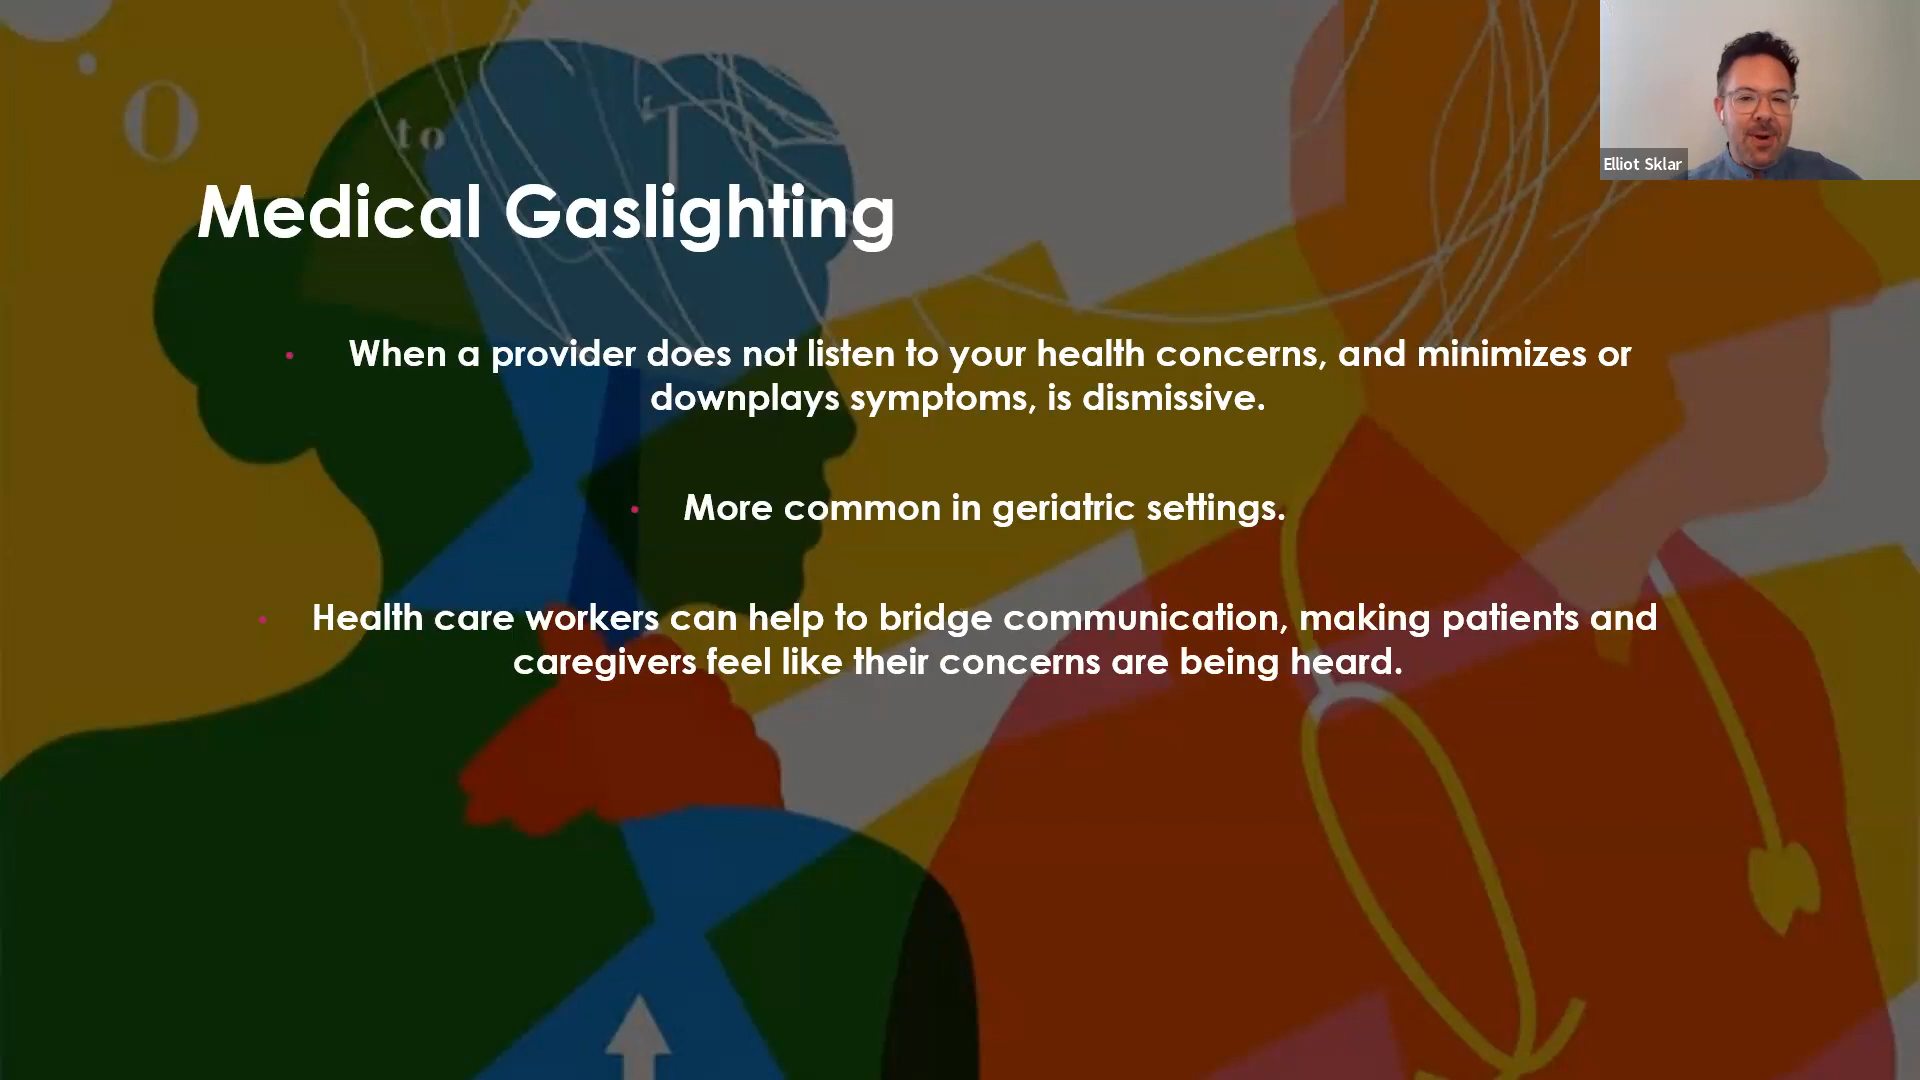 O
to
T
Elliot Sklar
Medical Gaslighting
• When a provider does not listen to your health concerns, and minimizes or
downplays symptoms, is dismissive.
• More common in geriatric settings.
• Health care workers can help to bridge communication, making patients and
caregivers feel like their concerns are being heard.